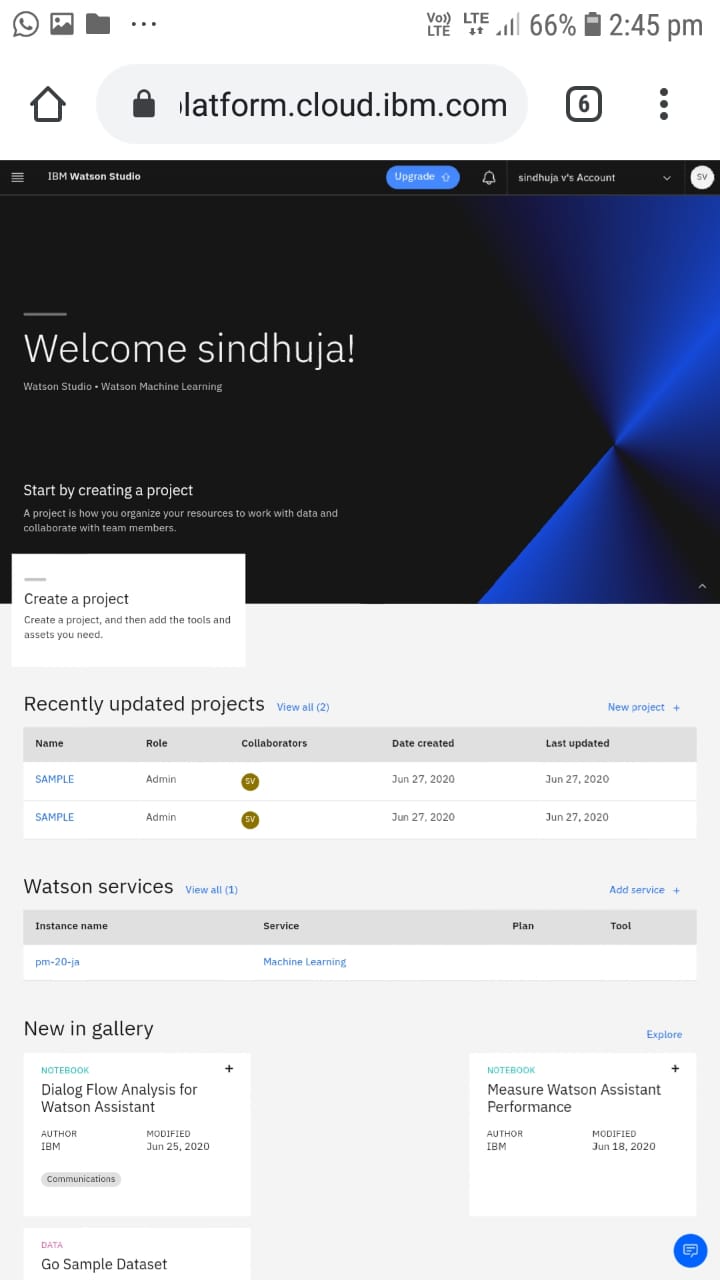 Vo)) LTE LTE 66% 2:45 pm
latform.cloud.ibm.com 6
IBM Watson Studio Upgrade sindhuja v's Account SV
Welcome sindhuja!
Watson Studio • Watson Machine Learning
Start by creating a project
A project is how you organize your resources to work with data and
collaborate with team members.
Create a project
Create a project, and then add the tools and
assets you need.
Recently updated projects View all (2) New project +
Name Role Collaborators Date created Last updated
SAMPLE Admin SV Jun 27, 2020 Jun 27, 2020
SAMPLE Admin SV Jun 27, 2020 Jun 27, 2020
Watson services View all (1) Add service +
Instance name Service Plan Tool
pm-20-ja Machine Learning
New in gallery Explore
NOTEBOOK +
Dialog Flow Analysis for
Watson Assistant
AUTHOR MODIFIED
IBM Jun 25, 2020
Communications
NOTEBOOK +
Measure Watson Assistant
Performance
AUTHOR MODIFIED
IBM Jun 18, 2020
DATA
Go Sample Dataset